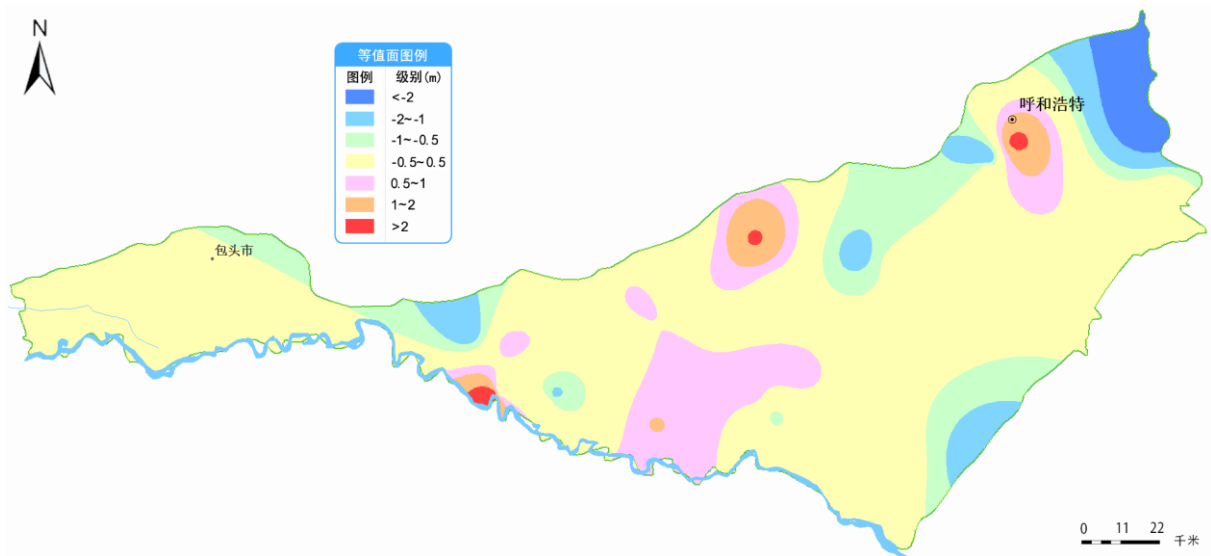 N
等值面图例
图例 级别(m)
<-2
-2~-1
-1~-0.5
-0.5~0.5
0.5~1
1~2
>2
呼和浩特
包头市
0 11 22
千米